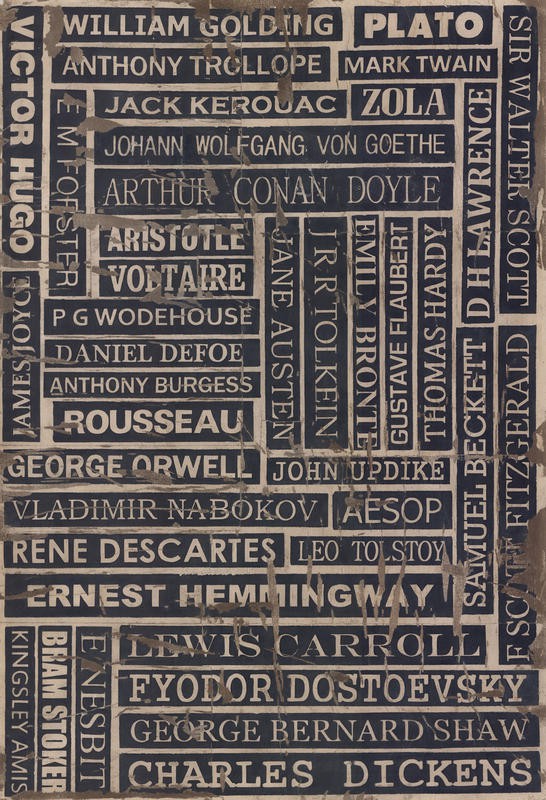 WILLIAM GOLDING
PLATO
ANTHONY TROLLOPE
MARK TWAIN
VICTOR HUGO
SIR WALTER SCOTT
E M FORSTER
JACK KEROUAC
ZOLA
D H LAWRENCE
JOHANN WOLFGANG VON GOETHE
ARTHUR CONAN DOYLE
ARISTOTLE
VOLTAIRE
JANE AUSTEN
J R R TOLKEIN
EMILY BRONTE
GUSTAVE FLAUBERT
THOMAS HARDY
JAMES JOYCE
P G WODEHOUSE
DANIEL DEFOE
ANTHONY BURGESS
ROUSSEAU
SAMUEL BECKETT
F SCOTT FITZGERALD
GEORGE ORWELL
JOHN UPDIKE
VLADIMIR NABOKOV
AESOP
RENE DESCARTES
LEO TOLSTOY
ERNEST HEMMINGWAY
KINGSLEY AMIS
BRAM STOKER
E NESBIT
LEWIS CARROLL
FYODOR DOSTOEVSKY
GEORGE BERNARD SHAW
CHARLES DICKENS